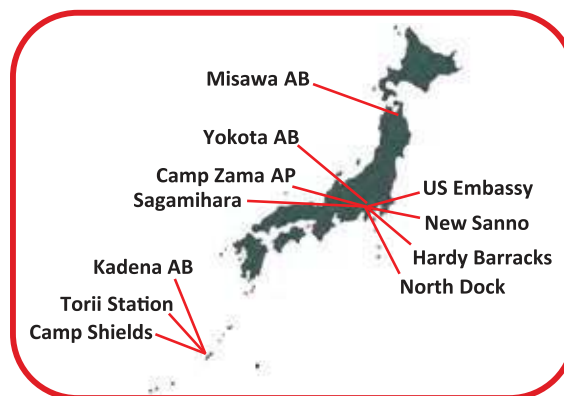 Misawa AB
Yokota AB
Camp Zama AP
Sagamihara
US Embassy
New Sanno
Hardy Barracks
North Dock
Kadena AB
Torii Station
Camp Shields